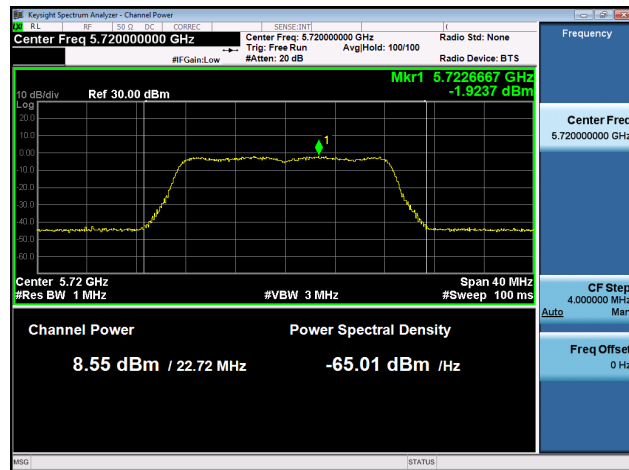 Keysight Spectrum Analyzer - Channel Power
RL RF 50 Ω DC CORREC SENSE:INT
Center Freq 5.720000000 GHz
#IFGain:Low
Center Freq: 5.720000000 GHz
Trig: Free Run Avg|Hold: 100/100
#Atten: 20 dB
Radio Std: None
Radio Device: BTS
Mkr1 5.7226667 GHz
-1.9237 dBm
10 dB/div Ref 30.00 dBm
Log
20.0
10.0
0.00
-10.0
-20.0
-30.0
-40.0
-50.0
-60.0
1
Center 5.72 GHz Span 40 MHz
#Res BW 1 MHz #VBW 3 MHz #Sweep 100 ms
Channel Power
8.55 dBm / 22.72 MHz
Power Spectral Density
-65.01 dBm /Hz
MSG STATUS
Frequency
Center Freq
5.720000000 GHz
CF Step
4.000000 MHz
Auto Man
Freq Offset
0 Hz